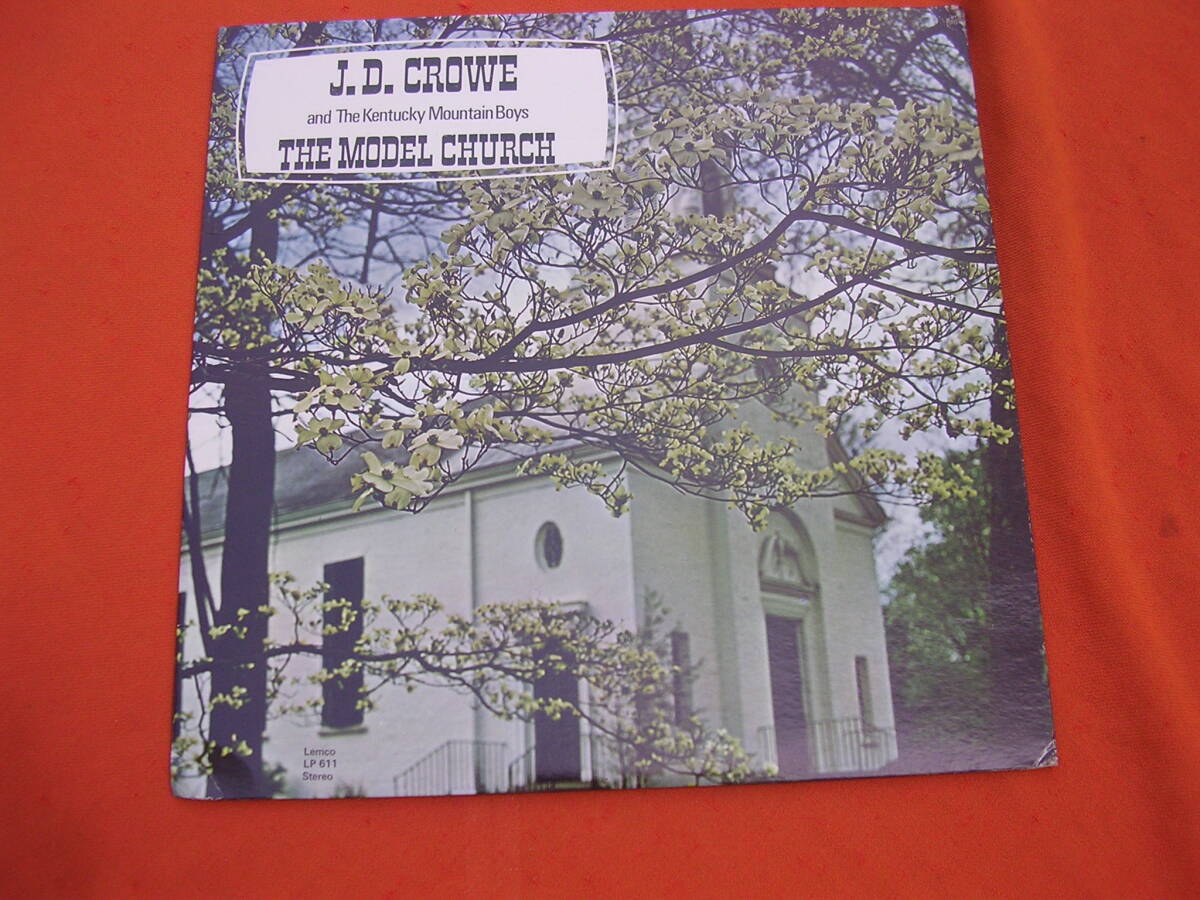 J.D. CROWE
and The Kentucky Mountain Boys
THE MODEL CHURCH
Lemco
LP 611
Stereo